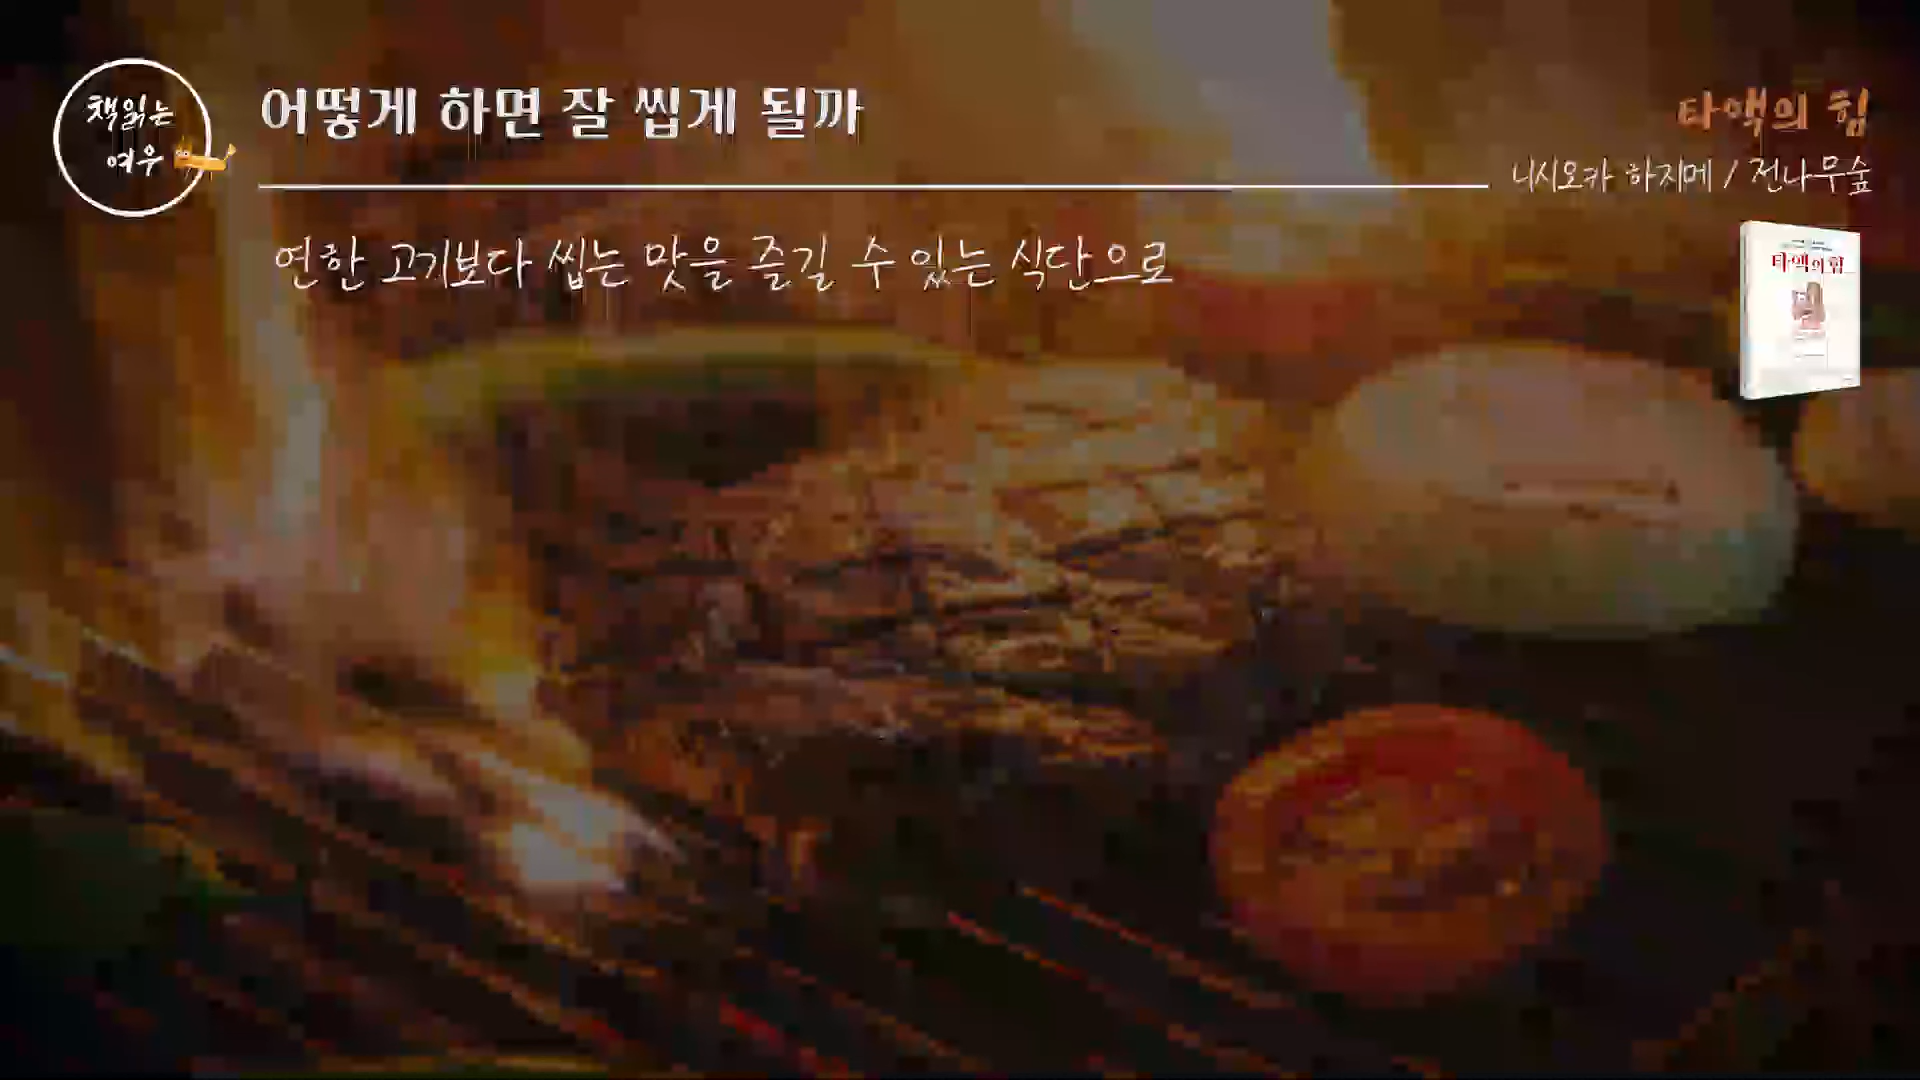 책읽는
여우
어떻게 하면 잘 씹게 될까
타액의 힘
니시오카 하지메 / 전나무숲
연한 고기보다 씹는 맛을 즐길 수 있는 식단으로
타액의 힘